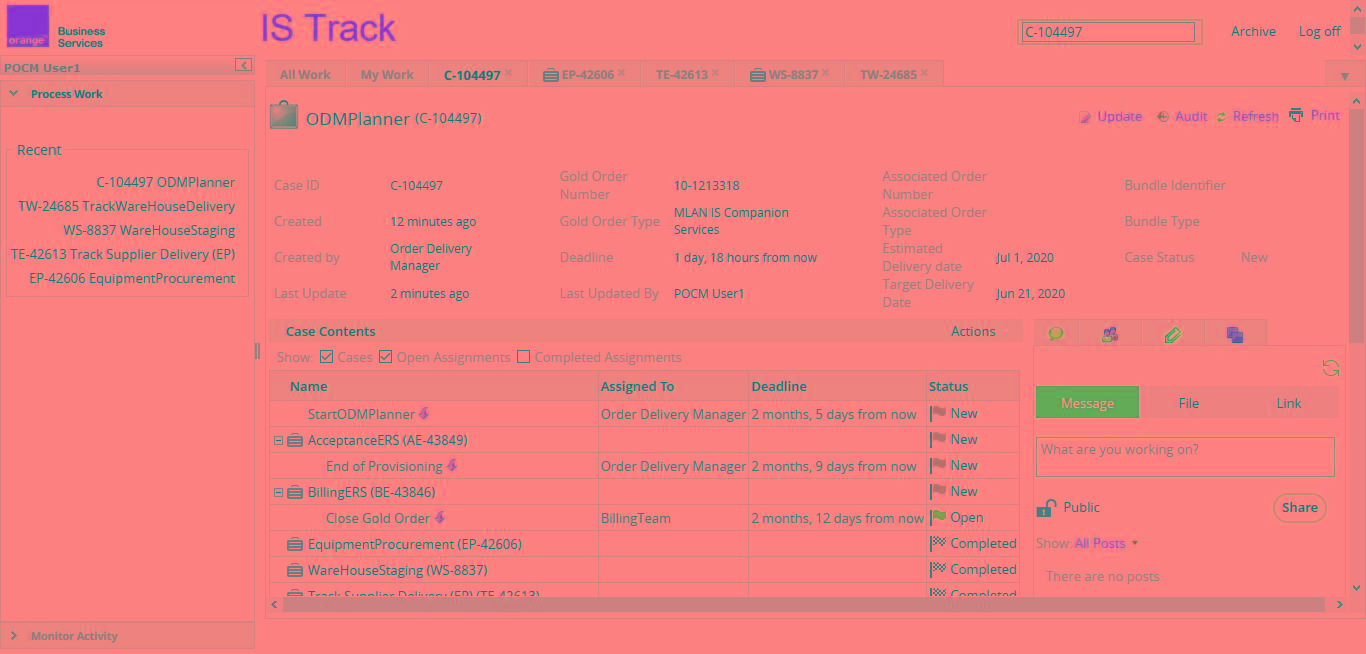 orange™
Business
Services
IS Track
C-104497
Archive
Log off
POCM User1
Process Work
Recent
C-104497 ODMPlanner
TW-24685 TrackWareHouseDelivery
WS-8837 WareHouseStaging
TE-42613 Track Supplier Delivery (EP)
EP-42606 EquipmentProcurement
Monitor Activity
All Work
My Work
C-104497
EP-42606
TE-42613
WS-8837
TW-24685
ODMPlanner (C-104497)
Update
Audit
Refresh
Print
Case ID
C-104497
Gold Order
Number
10-1213318
Associated Order
Number
Bundle Identifier
Created
12 minutes ago
Gold Order Type
MLAN IS Companion
Services
Associated Order
Type
Bundle Type
Created by
Order Delivery
Manager
Deadline
1 day, 18 hours from now
Estimated
Delivery date
Jul 1, 2020
Case Status
New
Last Update
2 minutes ago
Last Updated By
POCM User1
Target Delivery
Date
Jun 21, 2020
Case Contents
Actions
Show:
Cases
Open Assignments
Completed Assignments
Name Assigned To Deadline Status
StartODMPlanner Order Delivery Manager 2 months, 5 days from now New
AcceptanceERS (AE-43849) New
End of Provisioning Order Delivery Manager 2 months, 9 days from now New
BillingERS (BE-43846) New
Close Gold Order BillingTeam 2 months, 12 days from now Open
EquipmentProcurement (EP-42606) Completed
WareHouseStaging (WS-8837) Completed
Track Supplier Delivery (EP) (TE-42613) Completed
Message
File
Link
What are you working on?
Public
Share
Show: All Posts
There are no posts